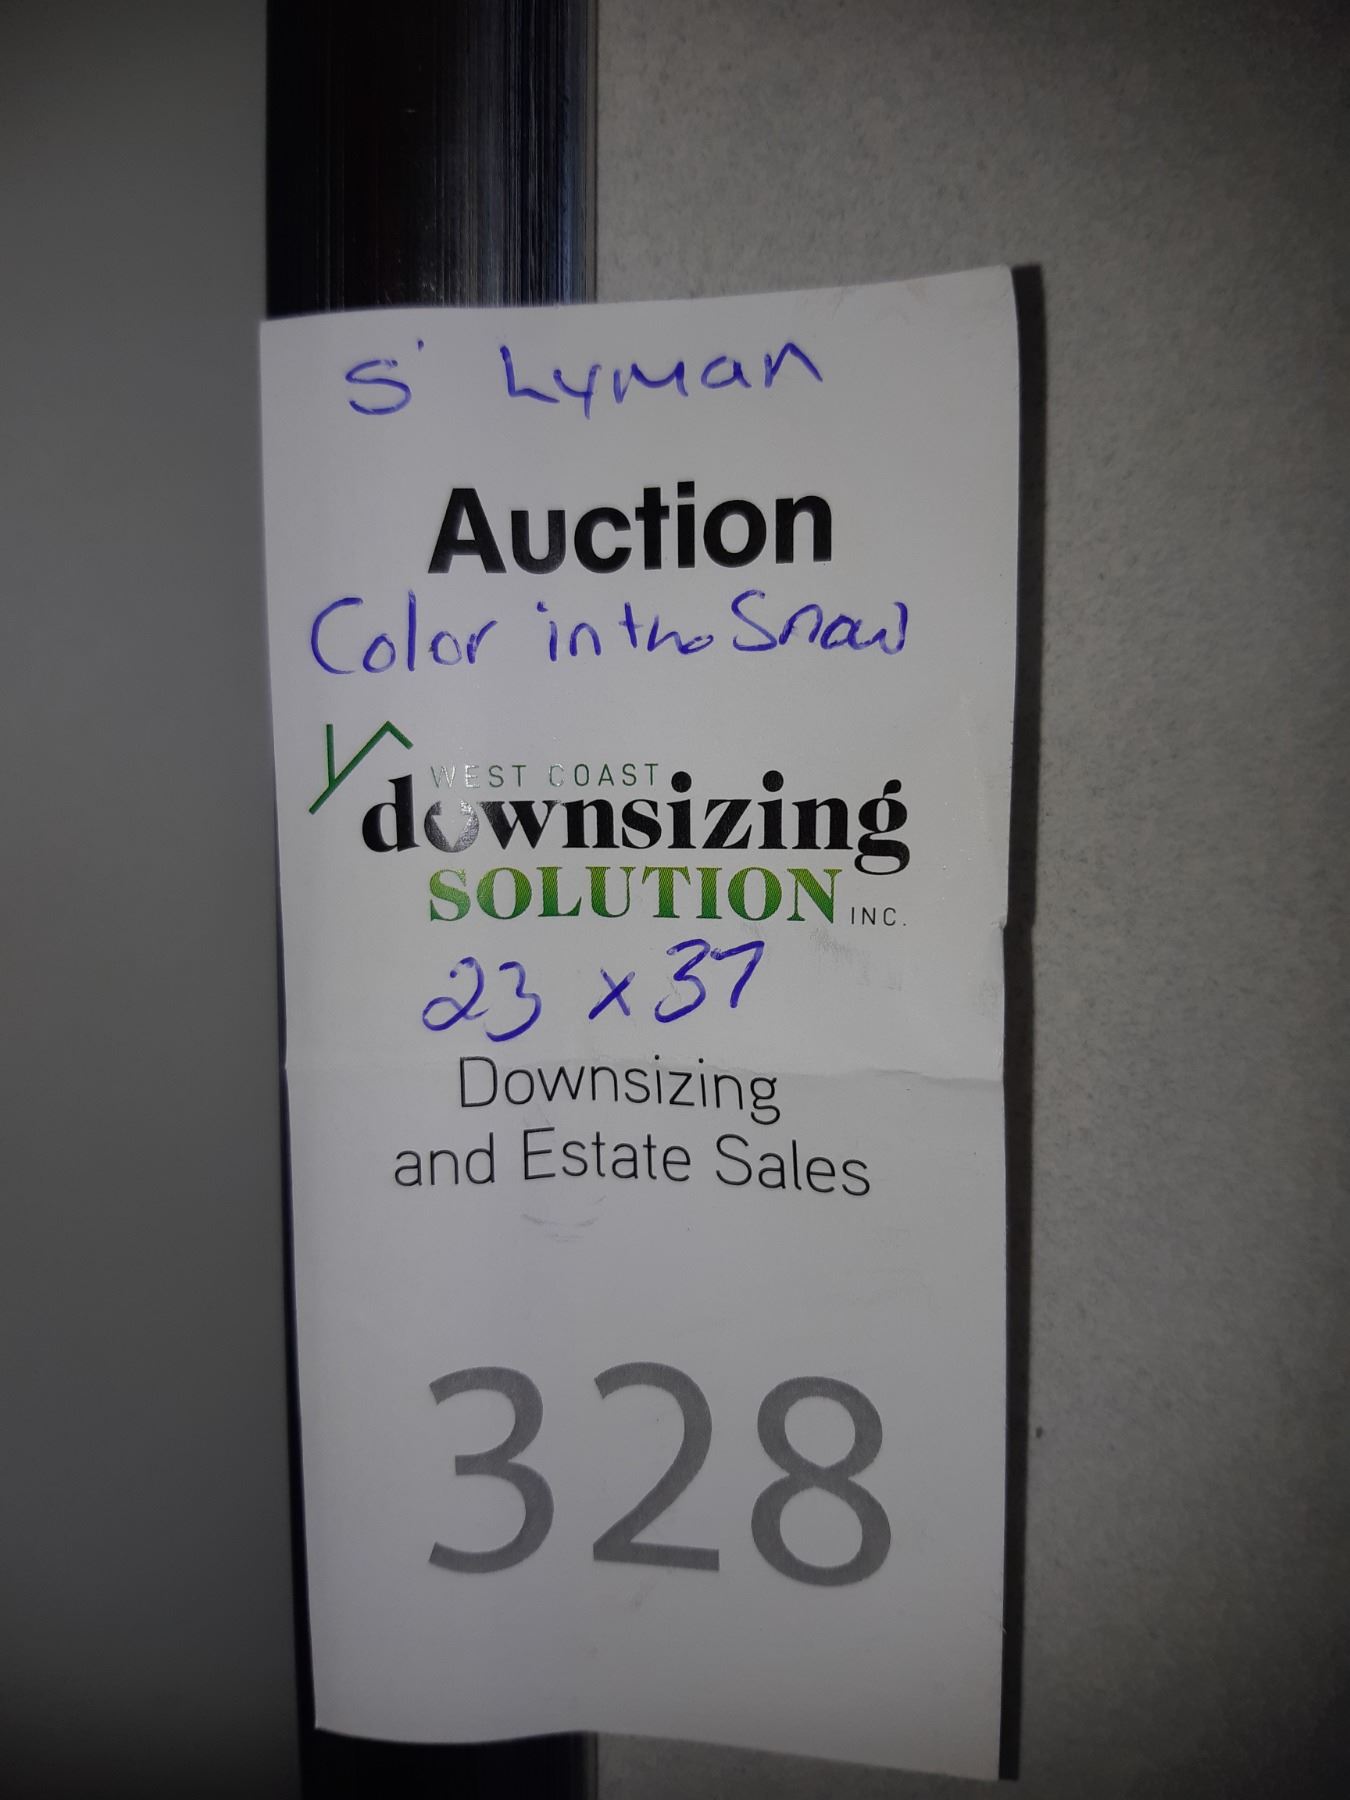 S' Lyman
Auction
Color in the Snow
WEST COAST
downsizing
SOLUTION INC.
23 x 37
Downsizing
and Estate Sales
328